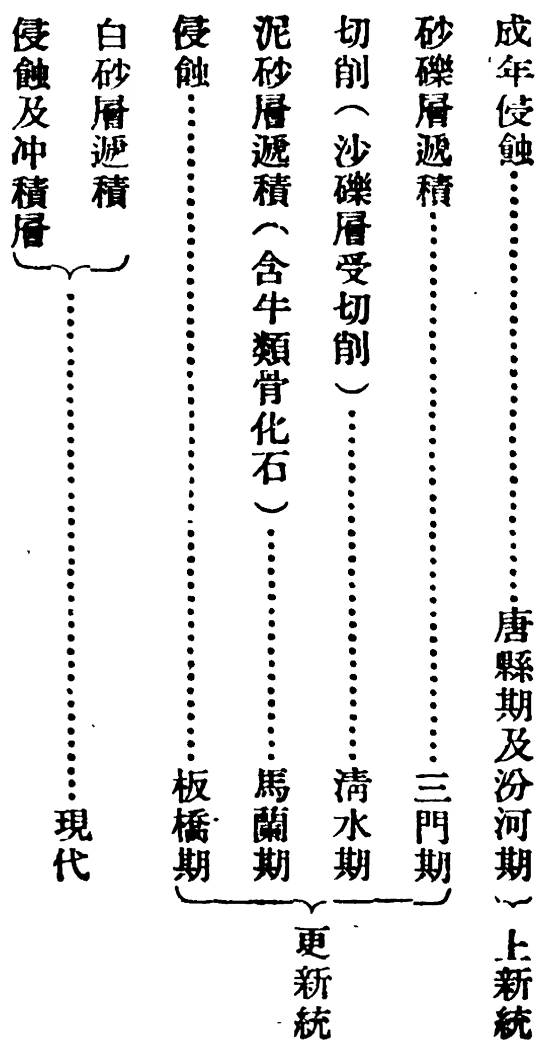 成年侵蝕……唐縣期及汾河期 上新統
砂礫層遞積……三門期
切削(沙礫層受切削)……清水期
泥砂層遞積(含牛類骨化石)……馬蘭期
侵蝕……板橋期
更新統
白砂層遞積
侵蝕及冲積層……現代